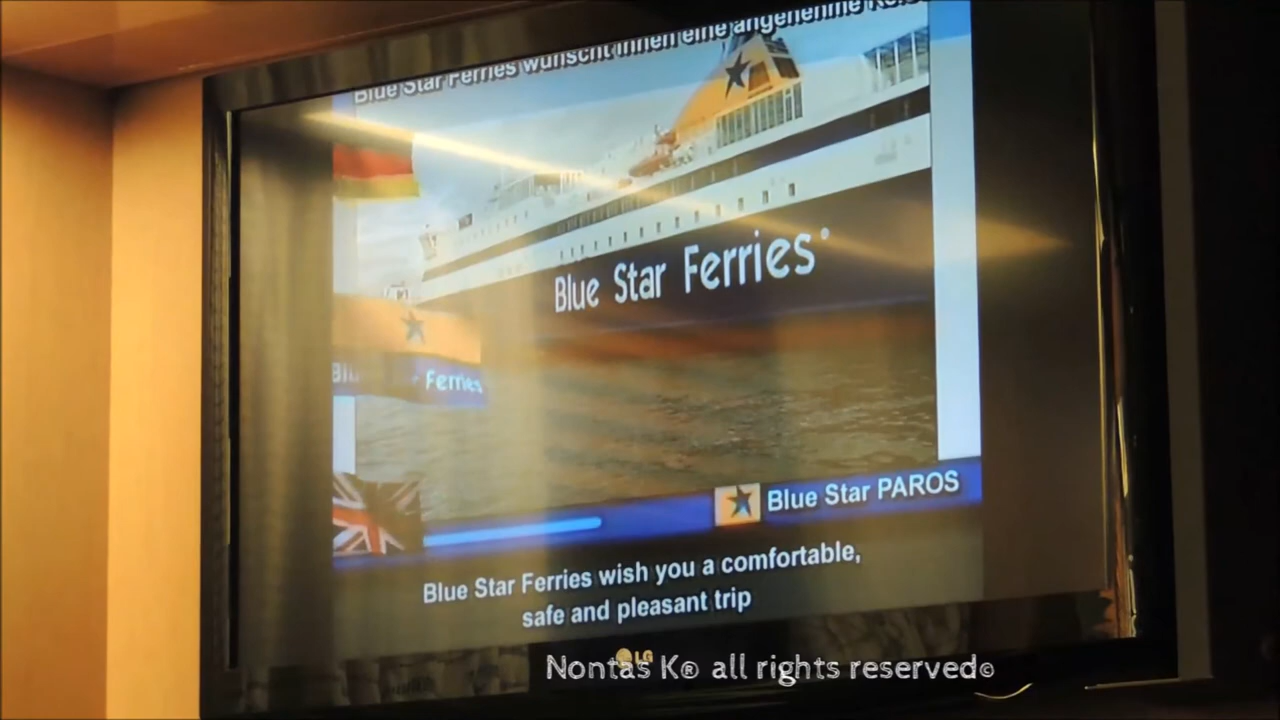 Blue Star Ferries wünscht Ihnen eine angenehme
Blue Star Ferries
Ferries
Blue Star PAROS
Blue Star Ferries wish you a comfortable,
safe and pleasant trip
LG
Nontas K® all rights reserved©